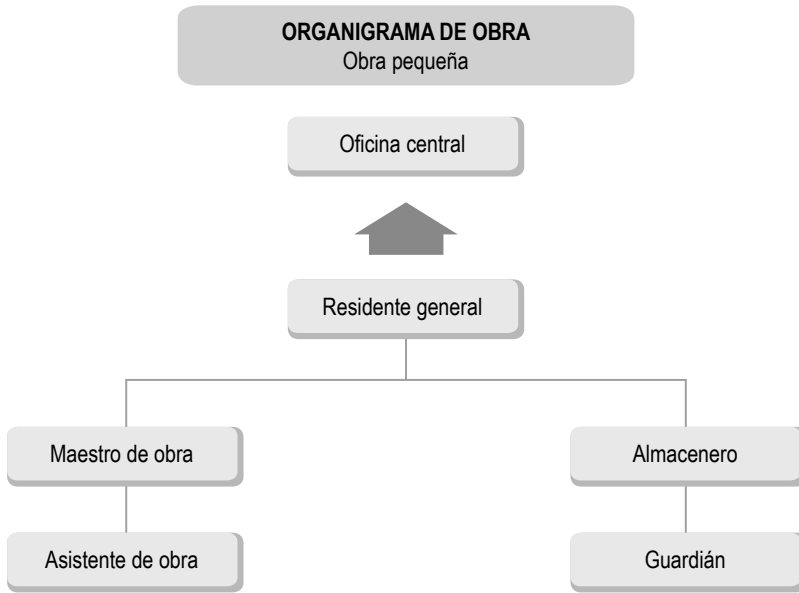 ORGANIGRAMA DE OBRA
Obra pequeña
Oficina central
Residente general
Maestro de obra
Almacenero
Asistente de obra
Guardián